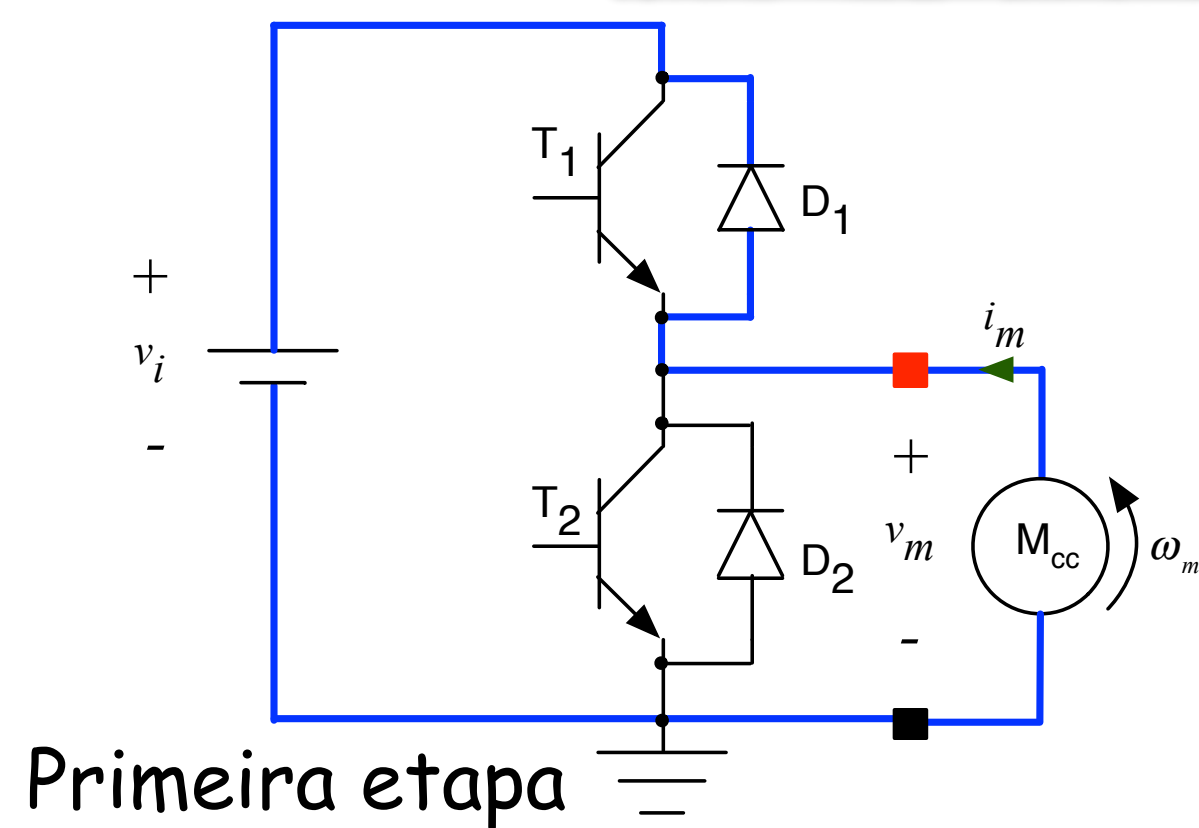 T1
D1
+
vi
-
im
T2
D2
+
vm
-
Mcc
ωm
Primeira etapa